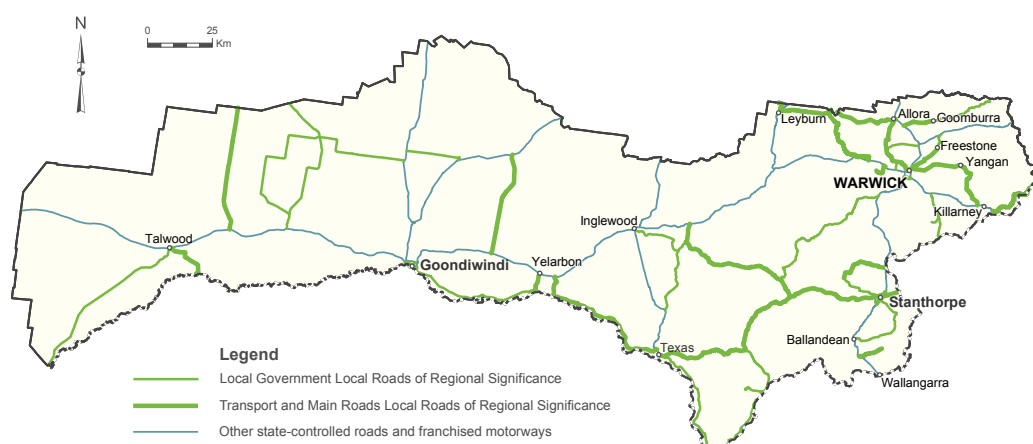 N
0 25
Km
Leyburn
Allora
Goomburra
Freestone
Yangan
WARWICK
Killarney
Inglewood
Talwood
Goondiwindi
Yelarbon
Stanthorpe
Ballandean
Texas
Wallangarra
Legend
Local Government Local Roads of Regional Significance
Transport and Main Roads Local Roads of Regional Significance
Other state-controlled roads and franchised motorways